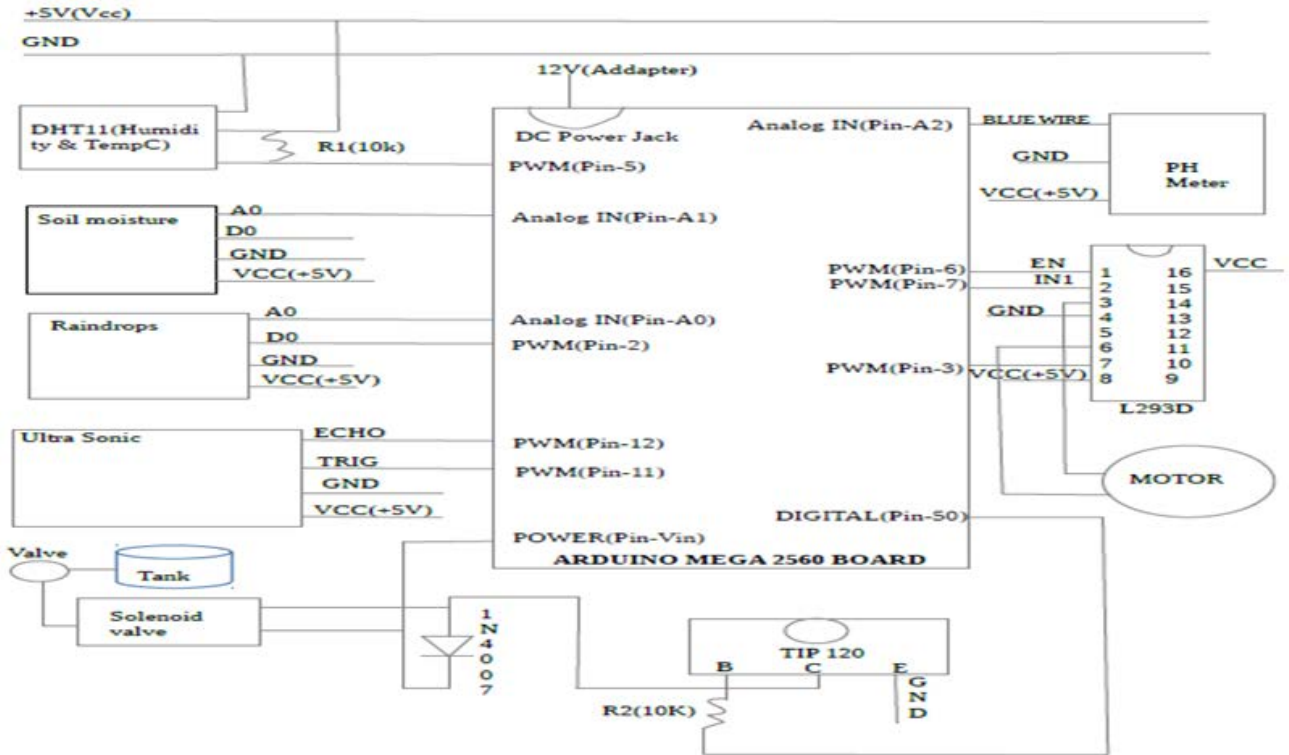 +5V(Vcc)
GND
12V(Addapter)
DHT11(Humidi
ty & TempC)
R1(10k)
DC Power Jack
PWM(Pin-5)
Analog IN(Pin-A2)
BLUE WIRE
GND
VCC(+5V)
PH
Meter
Soil moisture
A0
D0
GND
VCC(+5V)
Analog IN(Pin-A1)
Raindrops
A0
D0
GND
VCC(+5V)
Analog IN(Pin-A0)
PWM(Pin-2)
PWM(Pin-6)
PWM(Pin-7)
PWM(Pin-3)
EN
IN1
GND
VCC(+5V)
1 16
2 15
3 14
4 13
5 12
6 11
7 10
8 9
VCC
L293D
Ultra Sonic
ECHO
TRIG
GND
VCC(+5V)
PWM(Pin-12)
PWM(Pin-11)
POWER(Pin-Vin)
DIGITAL(Pin-50)
ARDUINO MEGA 2560 BOARD
MOTOR
Valve
Tank
Solenoid
valve
1N4007
TIP 120
B C E
GND
R2(10K)